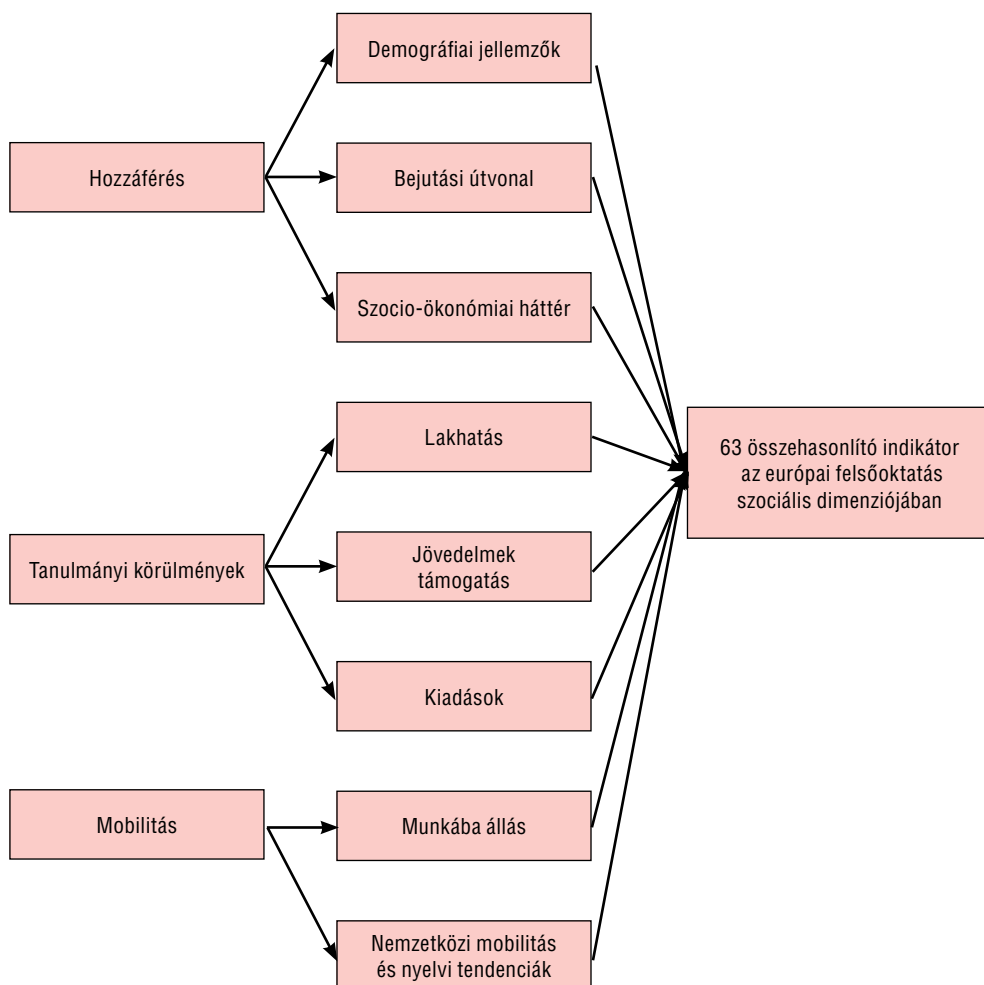 Demográfiai jellemzők
Hozzáférés
Bejutási útvonal
Szocio-ökonómiai háttér
Lakhatás
63 összehasonlító indikátor
az európai felsőoktatás
szociális dimenziójában
Tanulmányi körülmények
Jövedelmek
támogatás
Kiadások
Mobilitás
Munkába állás
Nemzetközi mobilitás
és nyelvi tendenciák